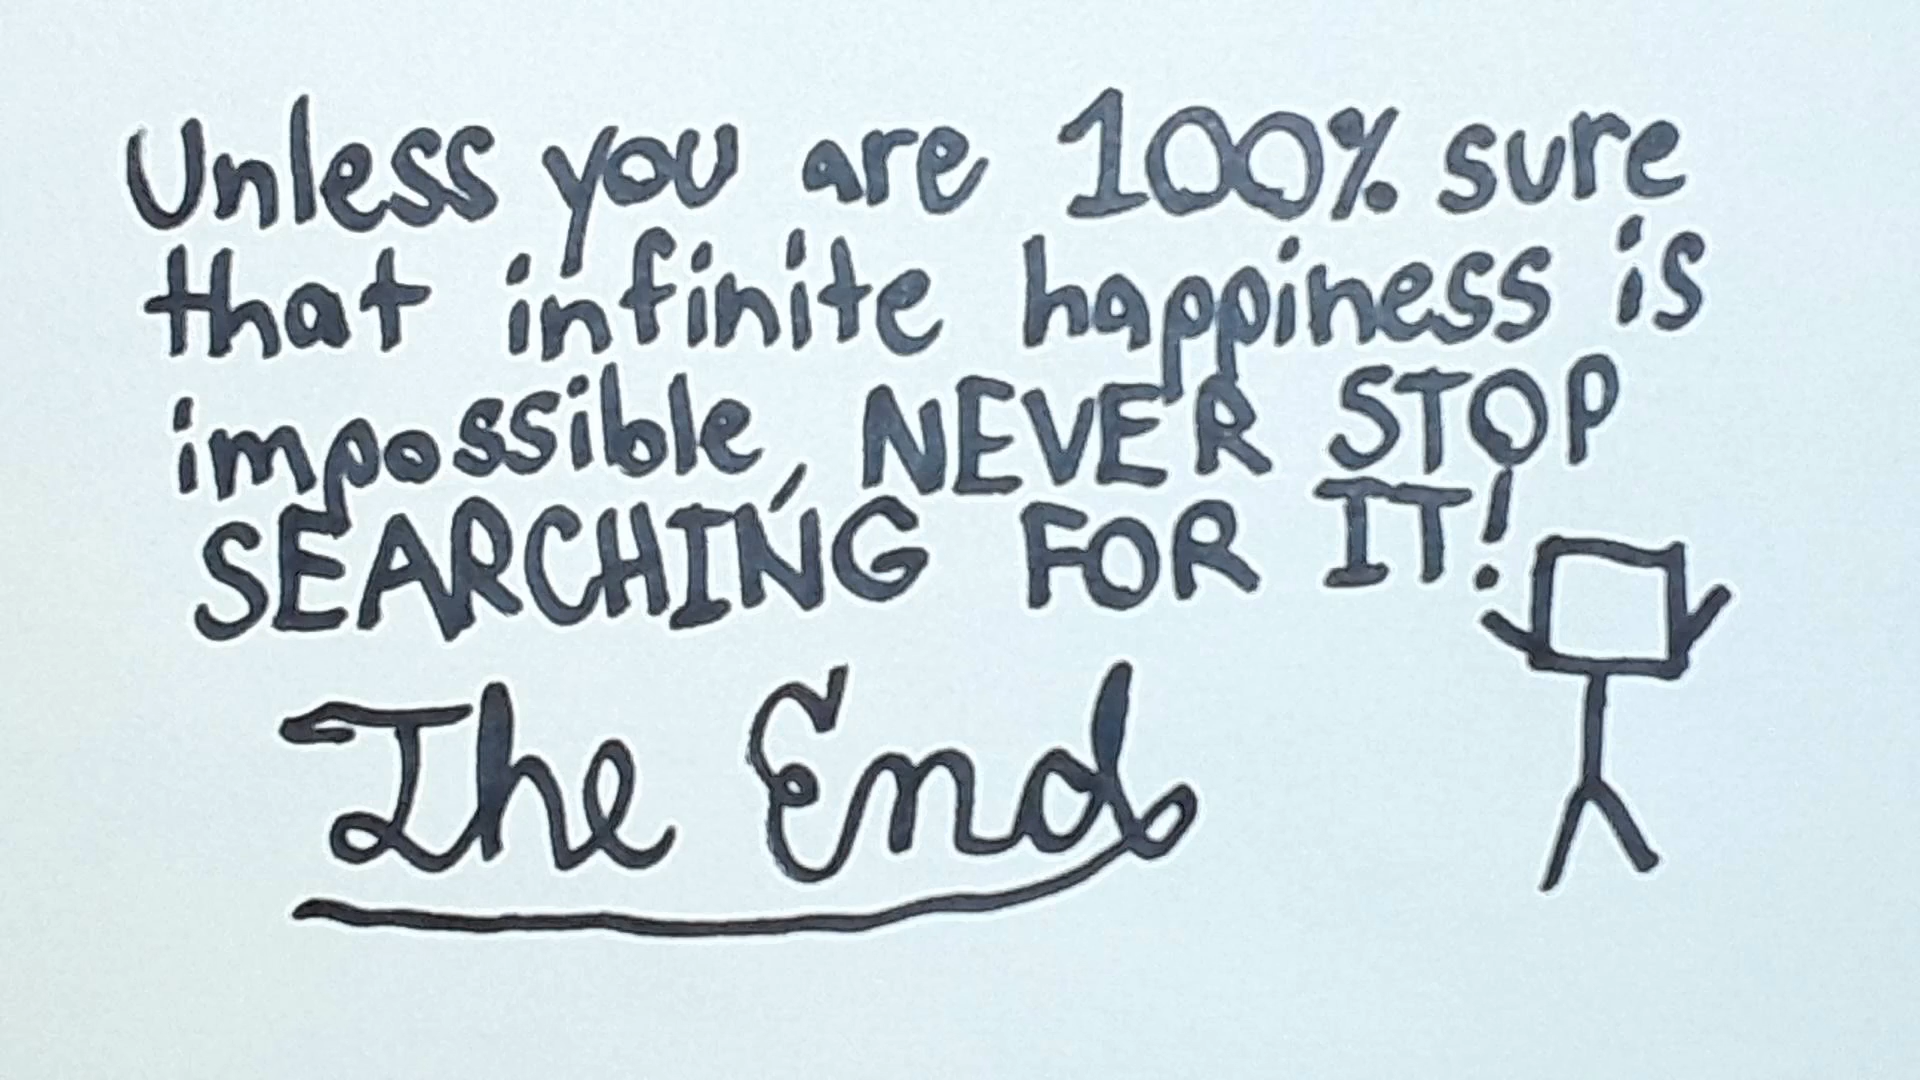 Unless you are 100% sure
that infinite happiness is
impossible, NEVER STOP
SEARCHING FOR IT!
The End